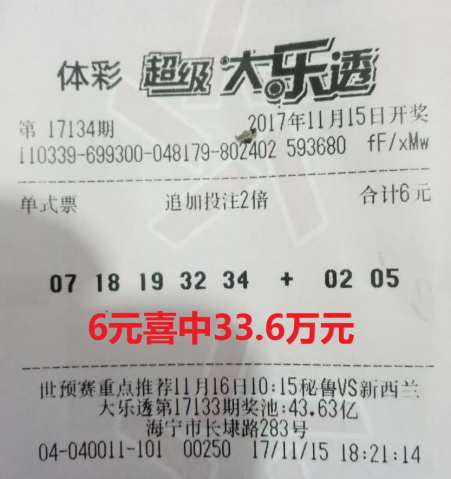 体彩 超级大乐透
第 17134期 2017年11月15日开奖
110339-699300-048179-802402 593680 fF/xMw
单式票 追加投注2倍 合计6元
07 18 19 32 34 + 02 05
6元喜中33.6万元
世预赛重点推荐11月16日10:15秘鲁VS新西兰
大乐透第17133期奖池:43.63亿
海宁市长埭路283号
04-040011-101 00250 17/11/15 18:21:14